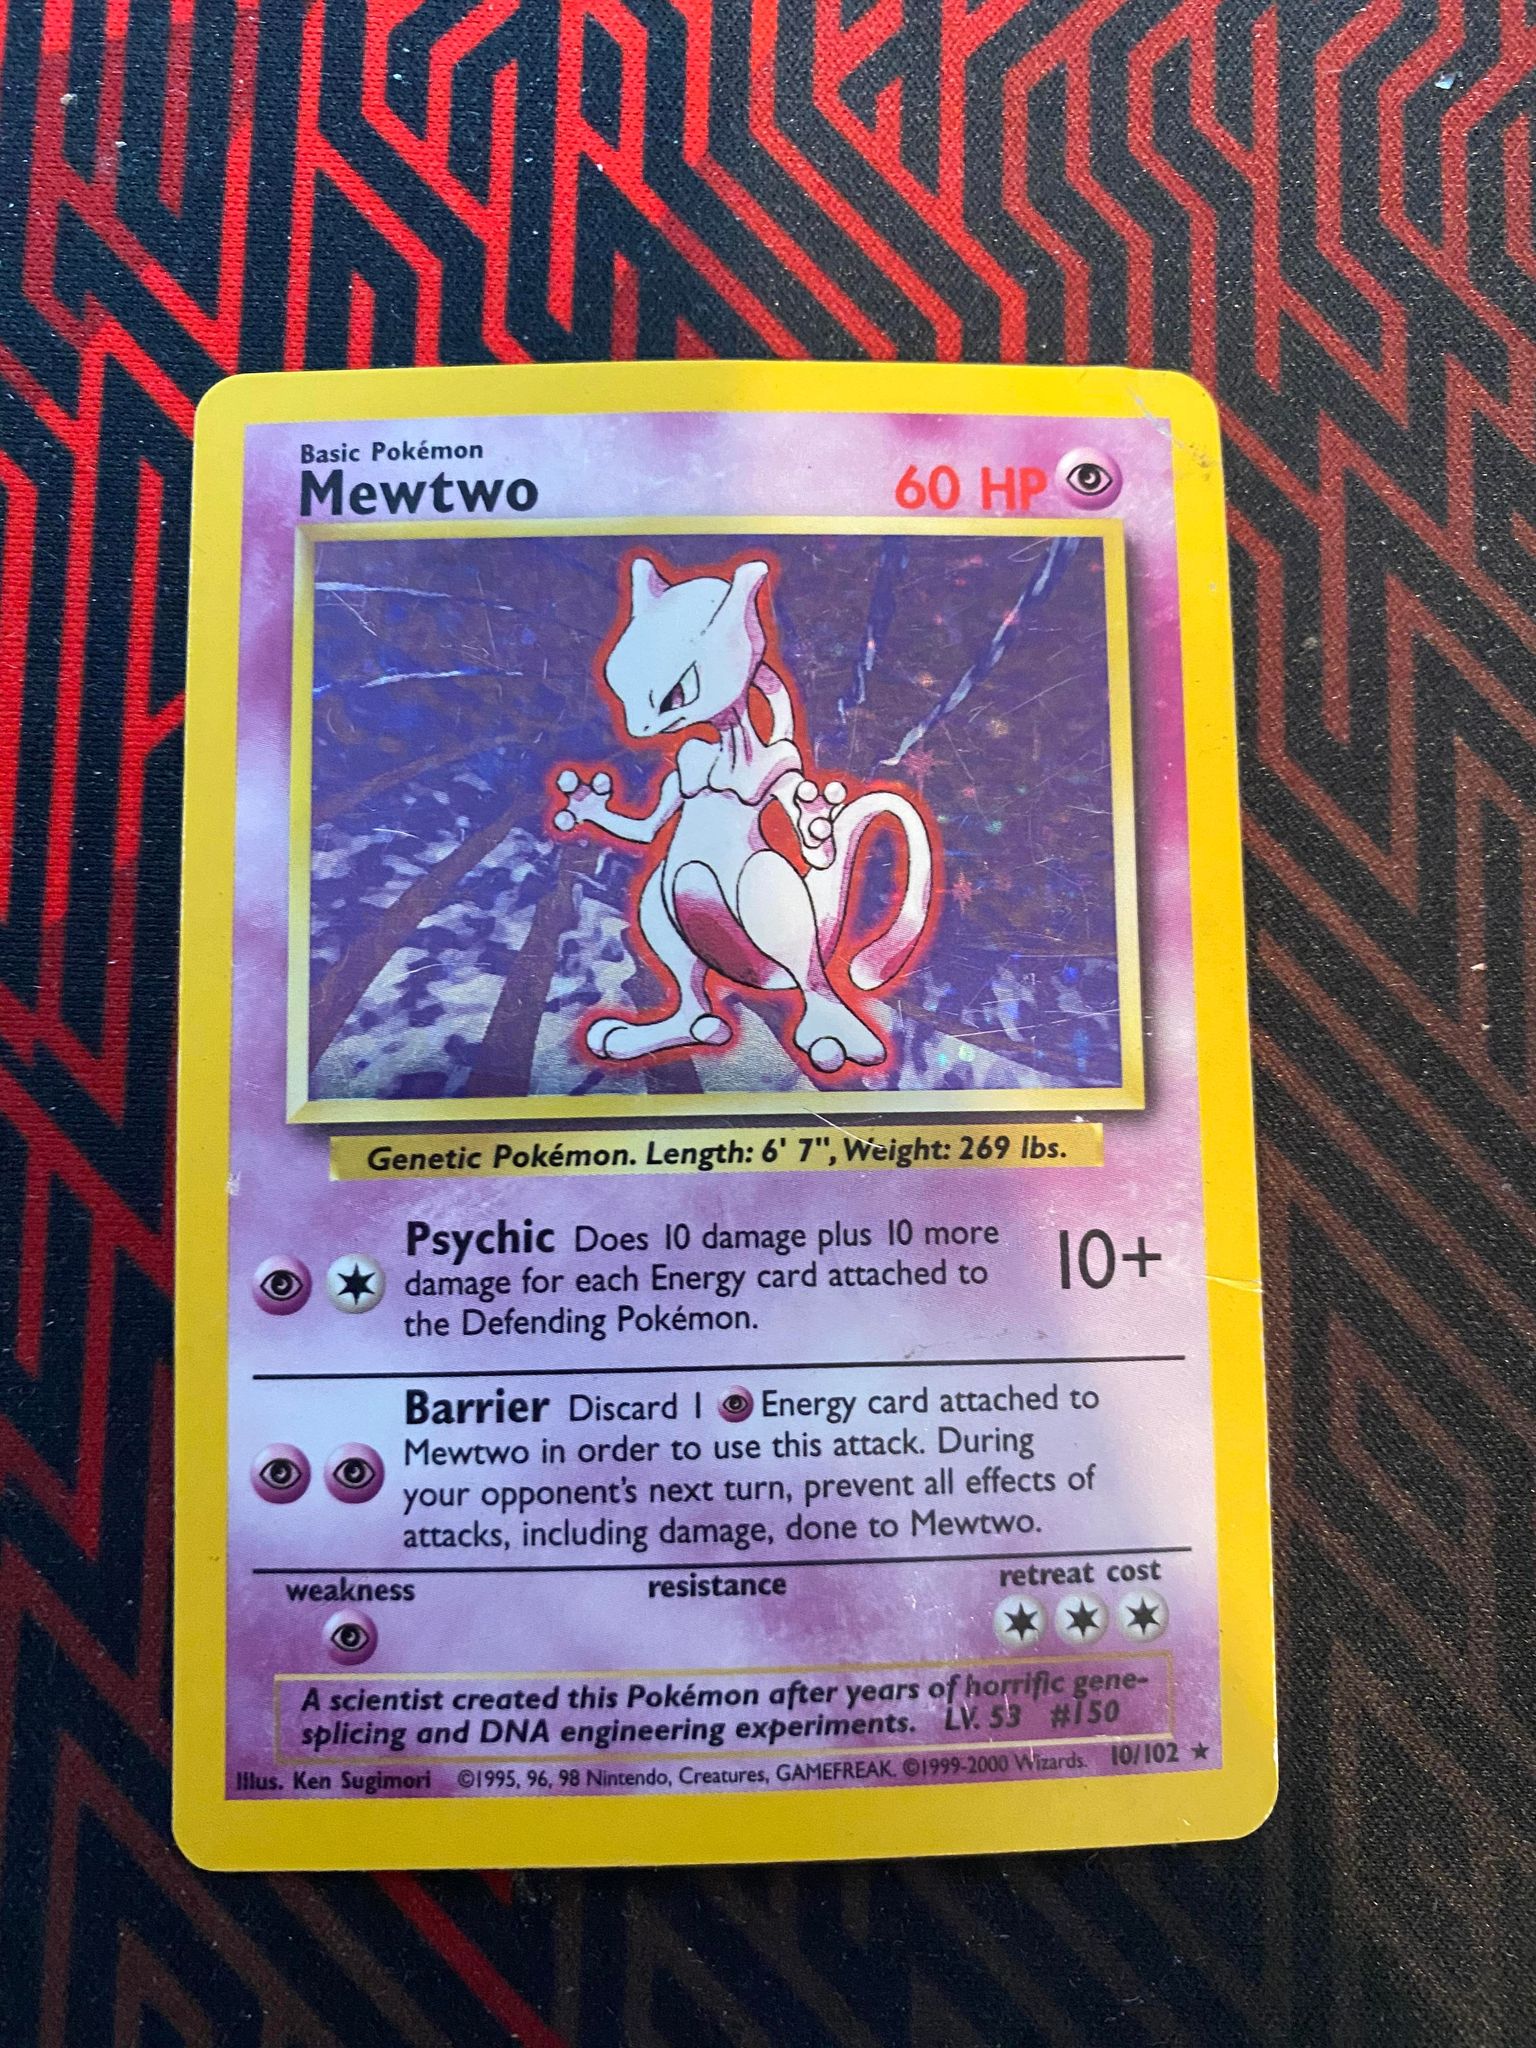 Basic Pokémon
Mewtwo 60 HP
Genetic Pokémon. Length: 6' 7", Weight: 269 lbs.
Psychic Does 10 damage plus 10 more 10+
damage for each Energy card attached to
the Defending Pokémon.
Barrier Discard 1 Energy card attached to
Mewtwo in order to use this attack. During
your opponent's next turn, prevent all effects of
attacks, including damage, done to Mewtwo.
weakness resistance retreat cost
A scientist created this Pokémon after years of horrific gene-
splicing and DNA engineering experiments. LV. 53 #150
Illus. Ken Sugimori ©1995, 96, 98 Nintendo, Creatures, GAMEFREAK. ©1999-2000 Wizards. 10/102 ★